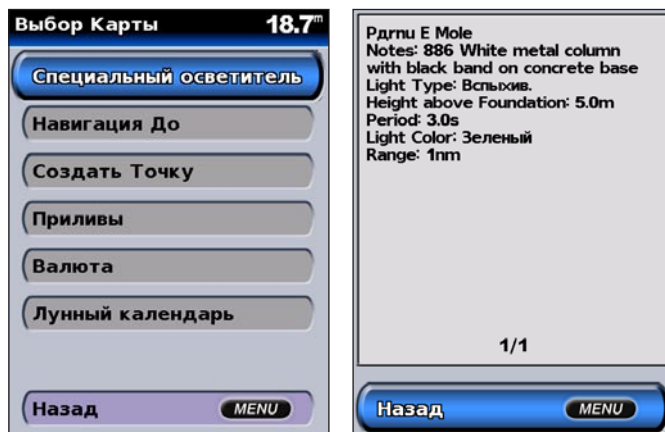 Выбор Карты 18.7m
Специальный осветитель
Навигация До
Создать Точку
Приливы
Валюта
Лунный календарь
Назад MENU
Рдгпu E Mole
Notes: 886 White metal column
with black band on concrete base
Light Type: Вспыхив.
Height above Foundation: 5.0m
Period: 3.0s
Light Color: Зеленый
Range: 1nm
1/1
Назад MENU